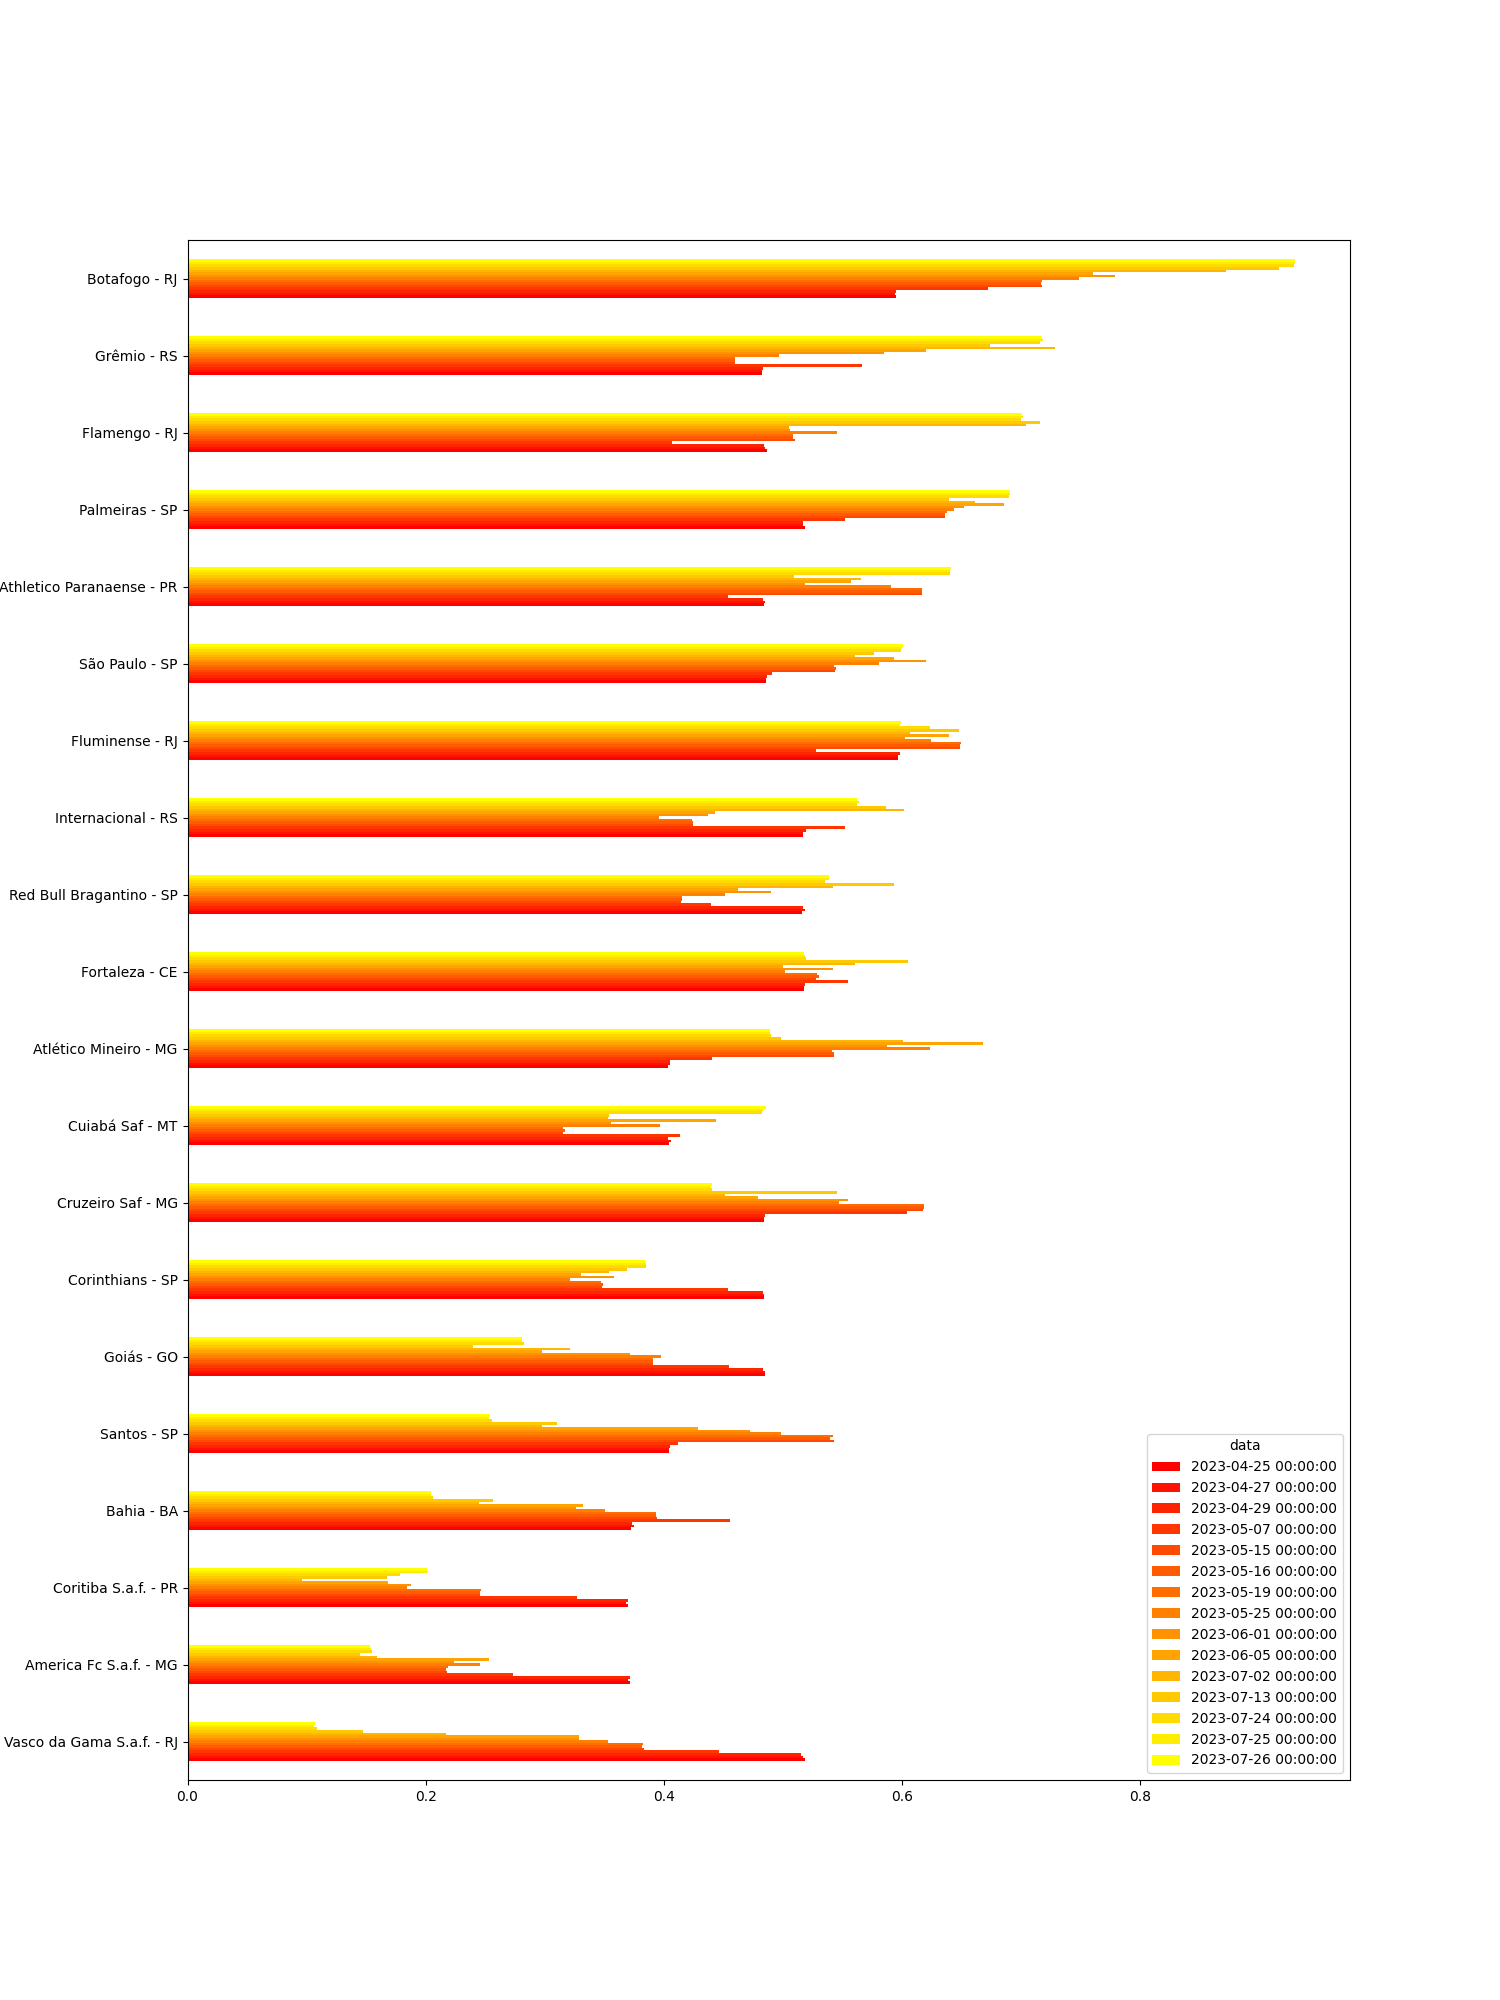 Botafogo - RJ
Grêmio - RS
Flamengo - RJ
Palmeiras - SP
Athletico Paranaense - PR
São Paulo - SP
Fluminense - RJ
Internacional - RS
Red Bull Bragantino - SP
Fortaleza - CE
Atlético Mineiro - MG
Cuiabá Saf - MT
Cruzeiro Saf - MG
Corinthians - SP
Goiás - GO
Santos - SP
Bahia - BA
Coritiba S.a.f. - PR
America Fc S.a.f. - MG
Vasco da Gama S.a.f. - RJ
0.0 0.2 0.4 0.6 0.8
data
2023-04-25 00:00:00
2023-04-27 00:00:00
2023-04-29 00:00:00
2023-05-07 00:00:00
2023-05-15 00:00:00
2023-05-16 00:00:00
2023-05-19 00:00:00
2023-05-25 00:00:00
2023-06-01 00:00:00
2023-06-05 00:00:00
2023-07-02 00:00:00
2023-07-13 00:00:00
2023-07-24 00:00:00
2023-07-25 00:00:00
2023-07-26 00:00:00